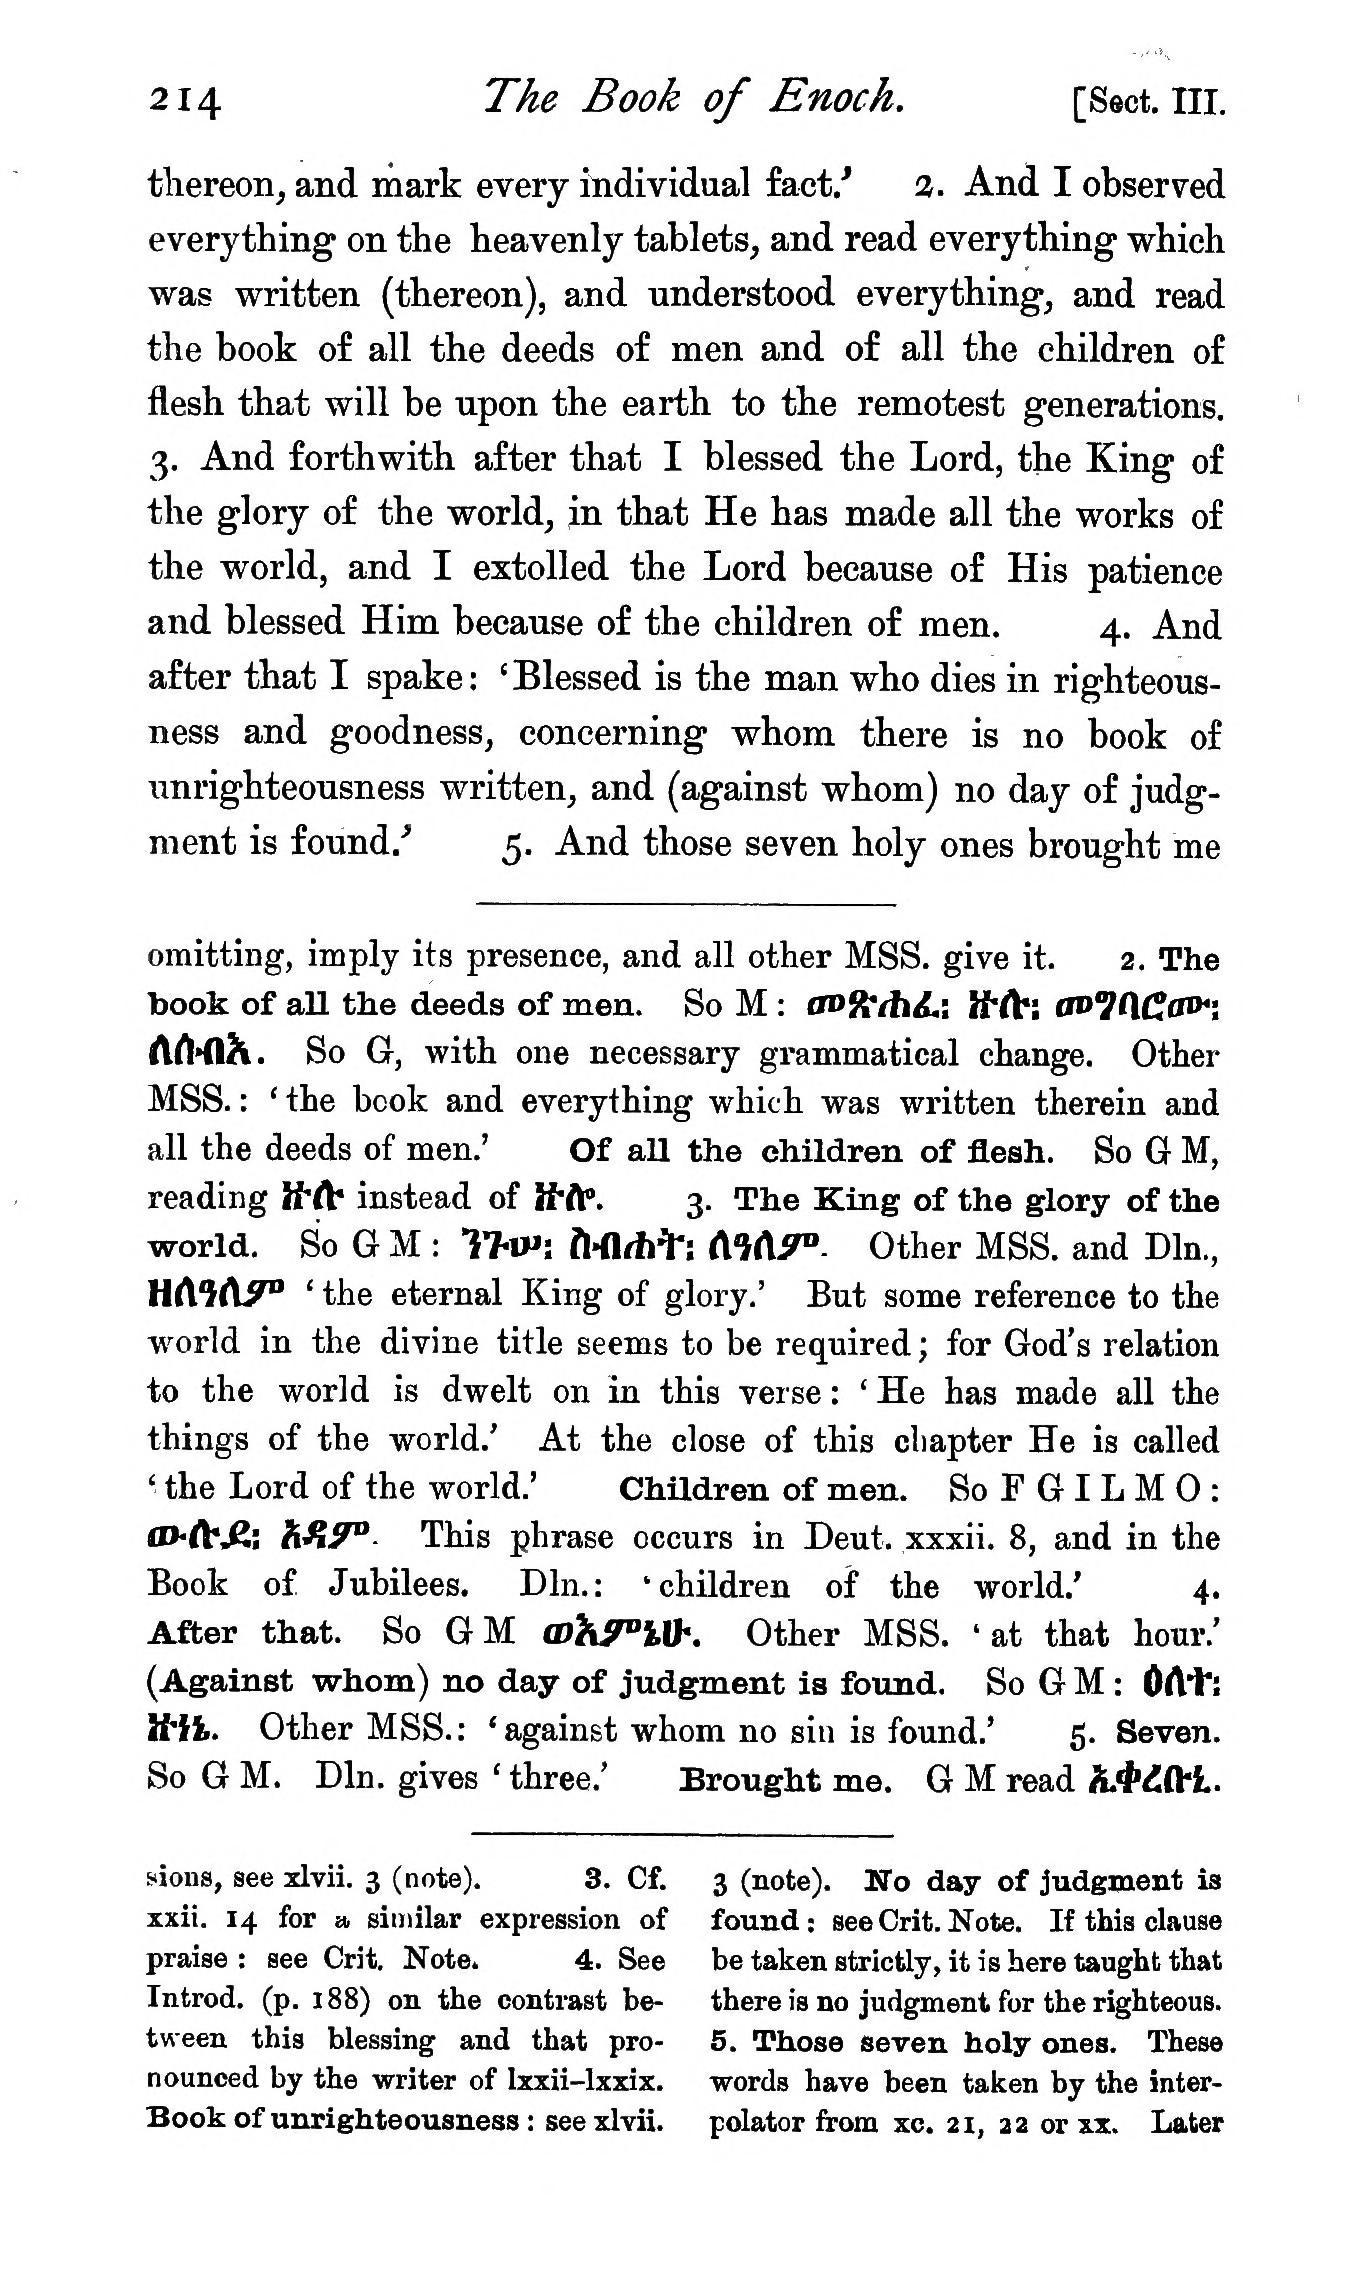 214 The Book of Enoch. [Sect. III.
thereon, and mark every individual fact.’ 2. And I observed
everything on the heavenly tablets, and read everything which
was written (thereon), and understood everything, and read
the book of all the deeds of men and of all the children of
flesh that will be upon the earth to the remotest generations.
3. And forthwith after that I blessed the Lord, the King of
the glory of the world, in that He has made all the works of
the world, and I extolled the Lord because of His patience
and blessed Him because of the children of men. 4. And
after that I spake: ‘Blessed is the man who dies in righteous-
ness and goodness, concerning whom there is no book of
unrighteousness written, and (against whom) no day of judg-
ment is found.’ 5. And those seven holy ones brought me
omitting, imply its presence, and all other MSS. give it. 2. The
book of all the deeds of men. So M: መጽሐፈ፡ ኵሉ፡ መግባሮሙ፡
ለሰብእ. So G, with one necessary grammatical change. Other
MSS.: ‘the book and everything which was written therein and
all the deeds of men.’ Of all the children of flesh. So G M,
reading ኵሉ instead of ኵሎ. 3. The King of the glory of the
world. So G M: ንጉሠ፡ ስብሐት፡ ለዓለም. Other MSS. and Dln.,
ዘለዓለም ‘the eternal King of glory.’ But some reference to the
world in the divine title seems to be required; for God’s relation
to the world is dwelt on in this verse: ‘He has made all the
things of the world.’ At the close of this chapter He is called
‘the Lord of the world.’ Children of men. So F G I L M O:
ውሉደ፡ አዳም. This phrase occurs in Deut. xxxii. 8, and in the
Book of Jubilees. Dln.: ‘children of the world.’ 4.
After that. So G M ወእምኔሁ. Other MSS. ‘at that hour.’
(Against whom) no day of judgment is found. So G M: ዕለተ፡
ኵነኔ. Other MSS.: ‘against whom no sin is found.’ 5. Seven.
So G M. Dln. gives ‘three.’ Brought me. G M read አቀረቡኒ.
sions, see xlvii. 3 (note). 3. Cf.
xxii. 14 for a similar expression of
praise: see Crit. Note. 4. See
Introd. (p. 188) on the contrast be-
tween this blessing and that pro-
nounced by the writer of lxxii–lxxix.
Book of unrighteousness: see xlvii.
3 (note). No day of judgment is
found: see Crit. Note. If this clause
be taken strictly, it is here taught that
there is no judgment for the righteous.
5. Those seven holy ones. These
words have been taken by the inter-
polator from xc. 21, 22 or xx. Later